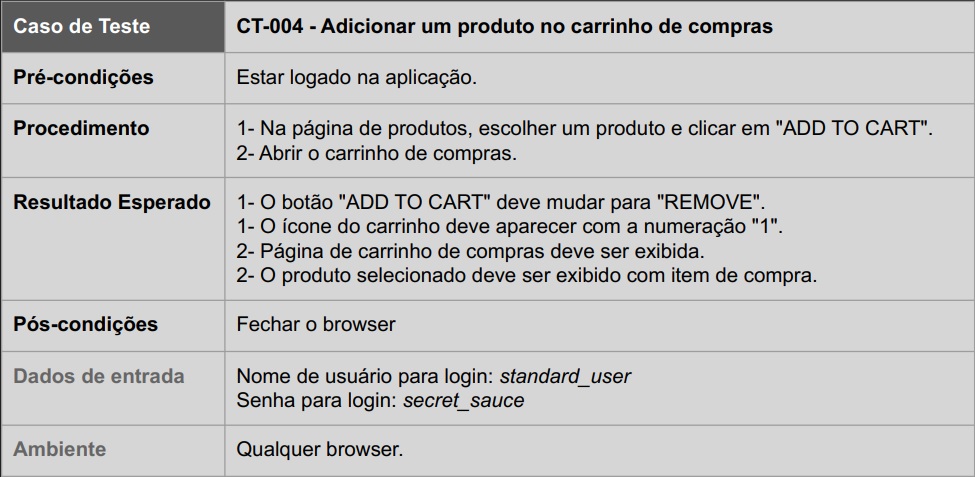 Caso de Teste
CT-004 - Adicionar um produto no carrinho de compras
Pré-condições
Estar logado na aplicação.
Procedimento
1- Na página de produtos, escolher um produto e clicar em "ADD TO CART".
2- Abrir o carrinho de compras.
Resultado Esperado
1- O botão "ADD TO CART" deve mudar para "REMOVE".
1- O ícone do carrinho deve aparecer com a numeração "1".
2- Página de carrinho de compras deve ser exibida.
2- O produto selecionado deve ser exibido com item de compra.
Pós-condições
Fechar o browser
Dados de entrada
Nome de usuário para login: standard_user
Senha para login: secret_sauce
Ambiente
Qualquer browser.